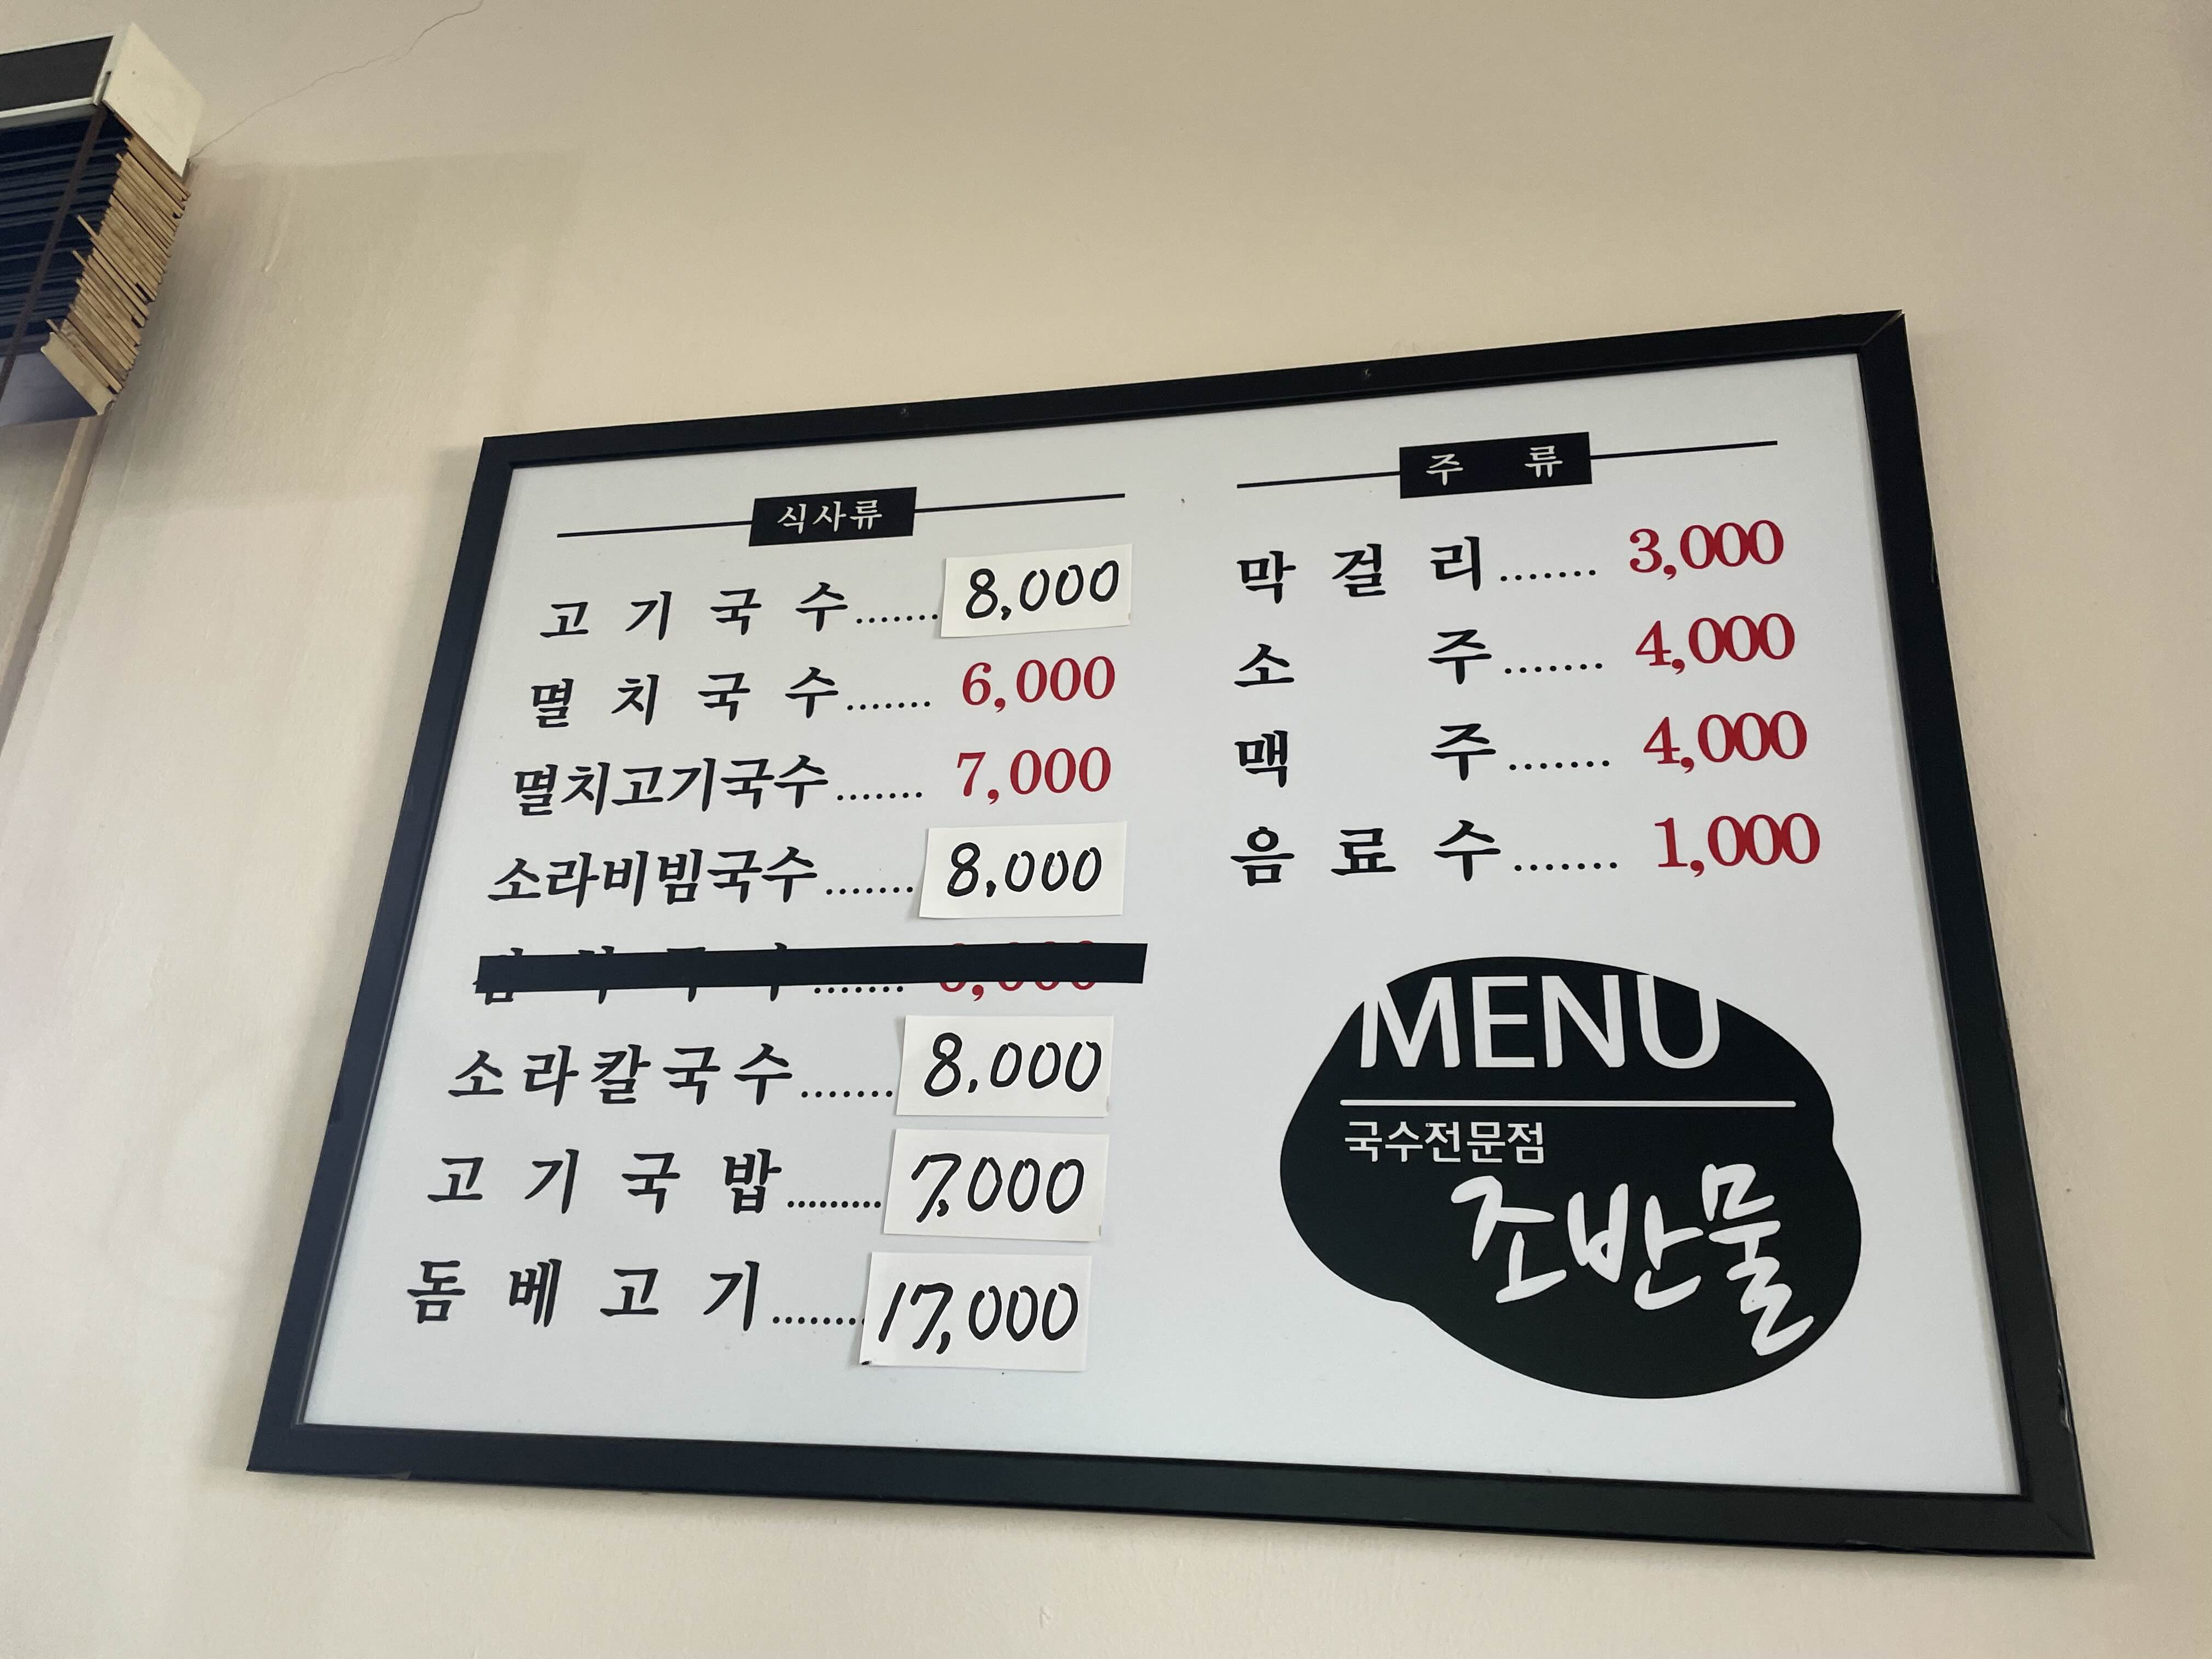 식사류
고기국수....... 8,000
멸치국수....... 6,000
멸치고기국수....... 7,000
소라비빔국수....... 8,000
소라칼국수....... 8,000
고기국밥......... 7,000
돔베고기........ 17,000
주 류
막걸리....... 3,000
소 주....... 4,000
맥 주....... 4,000
음료수....... 1,000
MENU
국수전문점
조반물